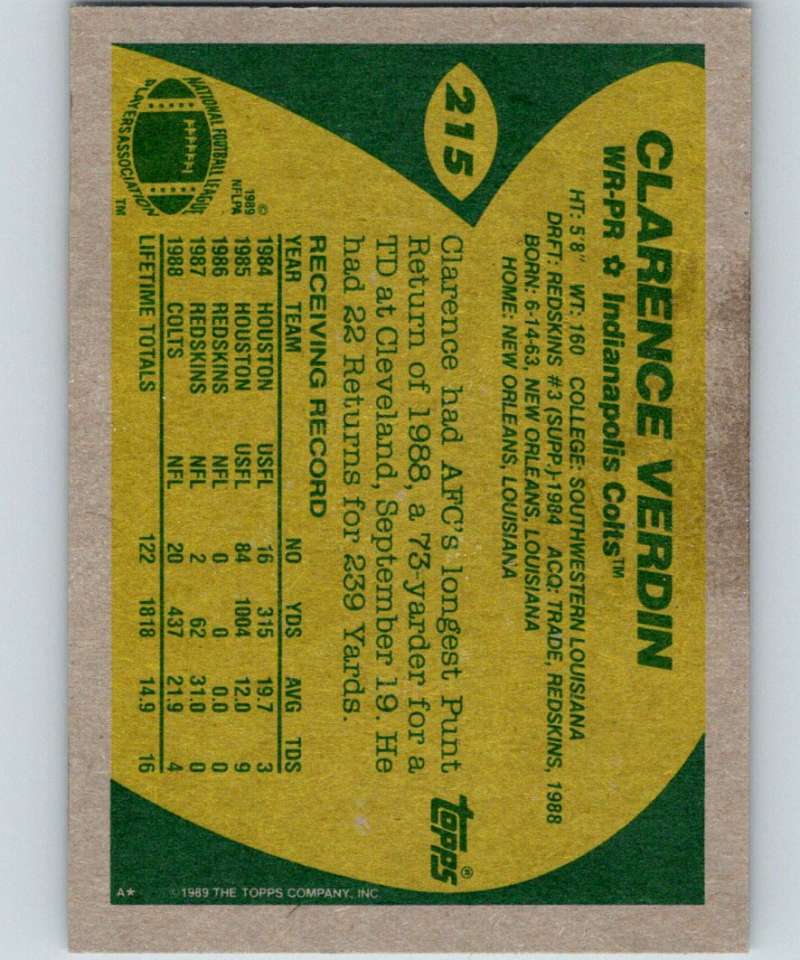 215
CLARENCE VERDIN
WR-PR ✿ Indianapolis Colts™
HT: 5'8" WT: 160 COLLEGE: SOUTHWESTERN LOUISIANA
DRFT: REDSKINS #3 (SUPP.)-1984 ACQ: TRADE, REDSKINS, 1988
BORN: 6-14-63, NEW ORLEANS, LOUISIANA
HOME: NEW ORLEANS, LOUISIANA
Clarence had AFC's longest Punt
Return of 1988, a 73-yarder for a
TD at Cleveland, September 19. He
had 22 Returns for 239 Yards.
topps®
RECEIVING RECORD
YEAR TEAM NO YDS AVG TDS
1984 HOUSTON USFL 16 315 19.7 3
1985 HOUSTON USFL 84 1004 12.0 9
1986 REDSKINS NFL 0 0 0.0 0
1987 REDSKINS NFL 2 62 31.0 0
1988 COLTS NFL 20 437 21.9 4
LIFETIME TOTALS 122 1818 14.9 16
NATIONAL FOOTBALL LEAGUE
PLAYERS ASSOCIATION
™
©
1989
NFLPA
A* ©1989 THE TOPPS COMPANY, INC